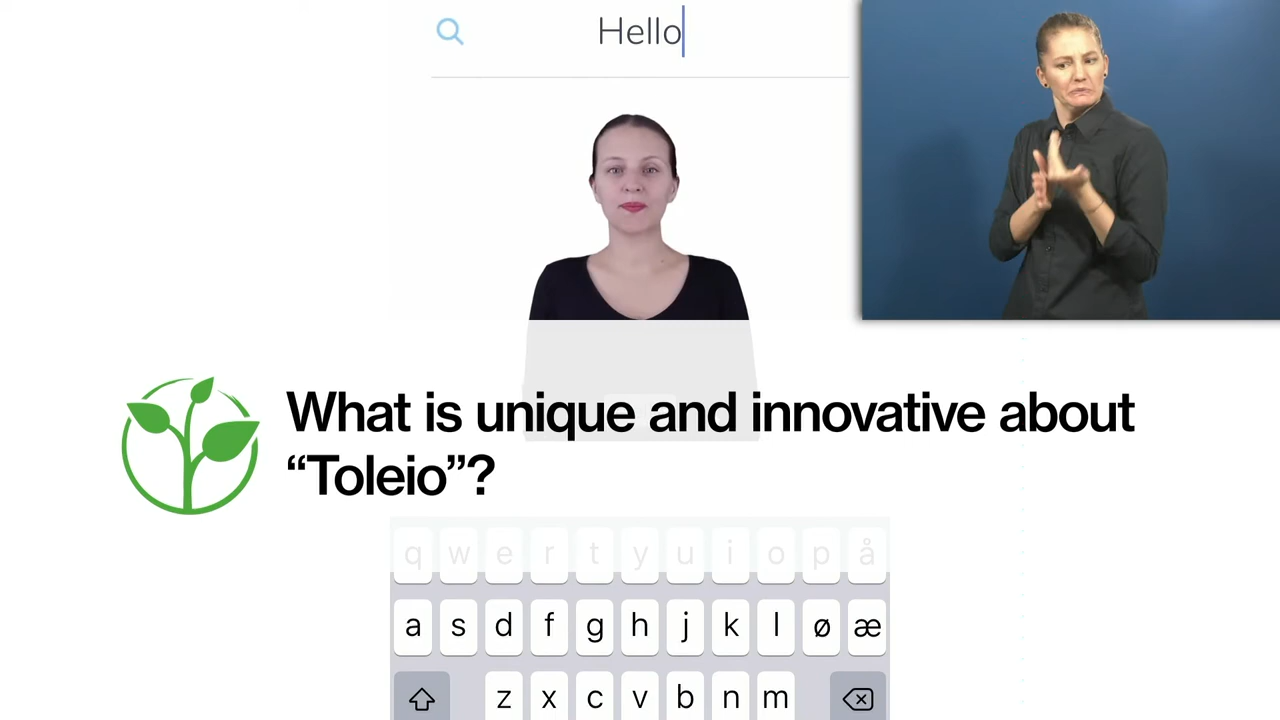 Hello
What is unique and innovative about
“Toleio”?
q w e r t y u i o p å
a s d f g h j k l ø æ
z x c v b n m